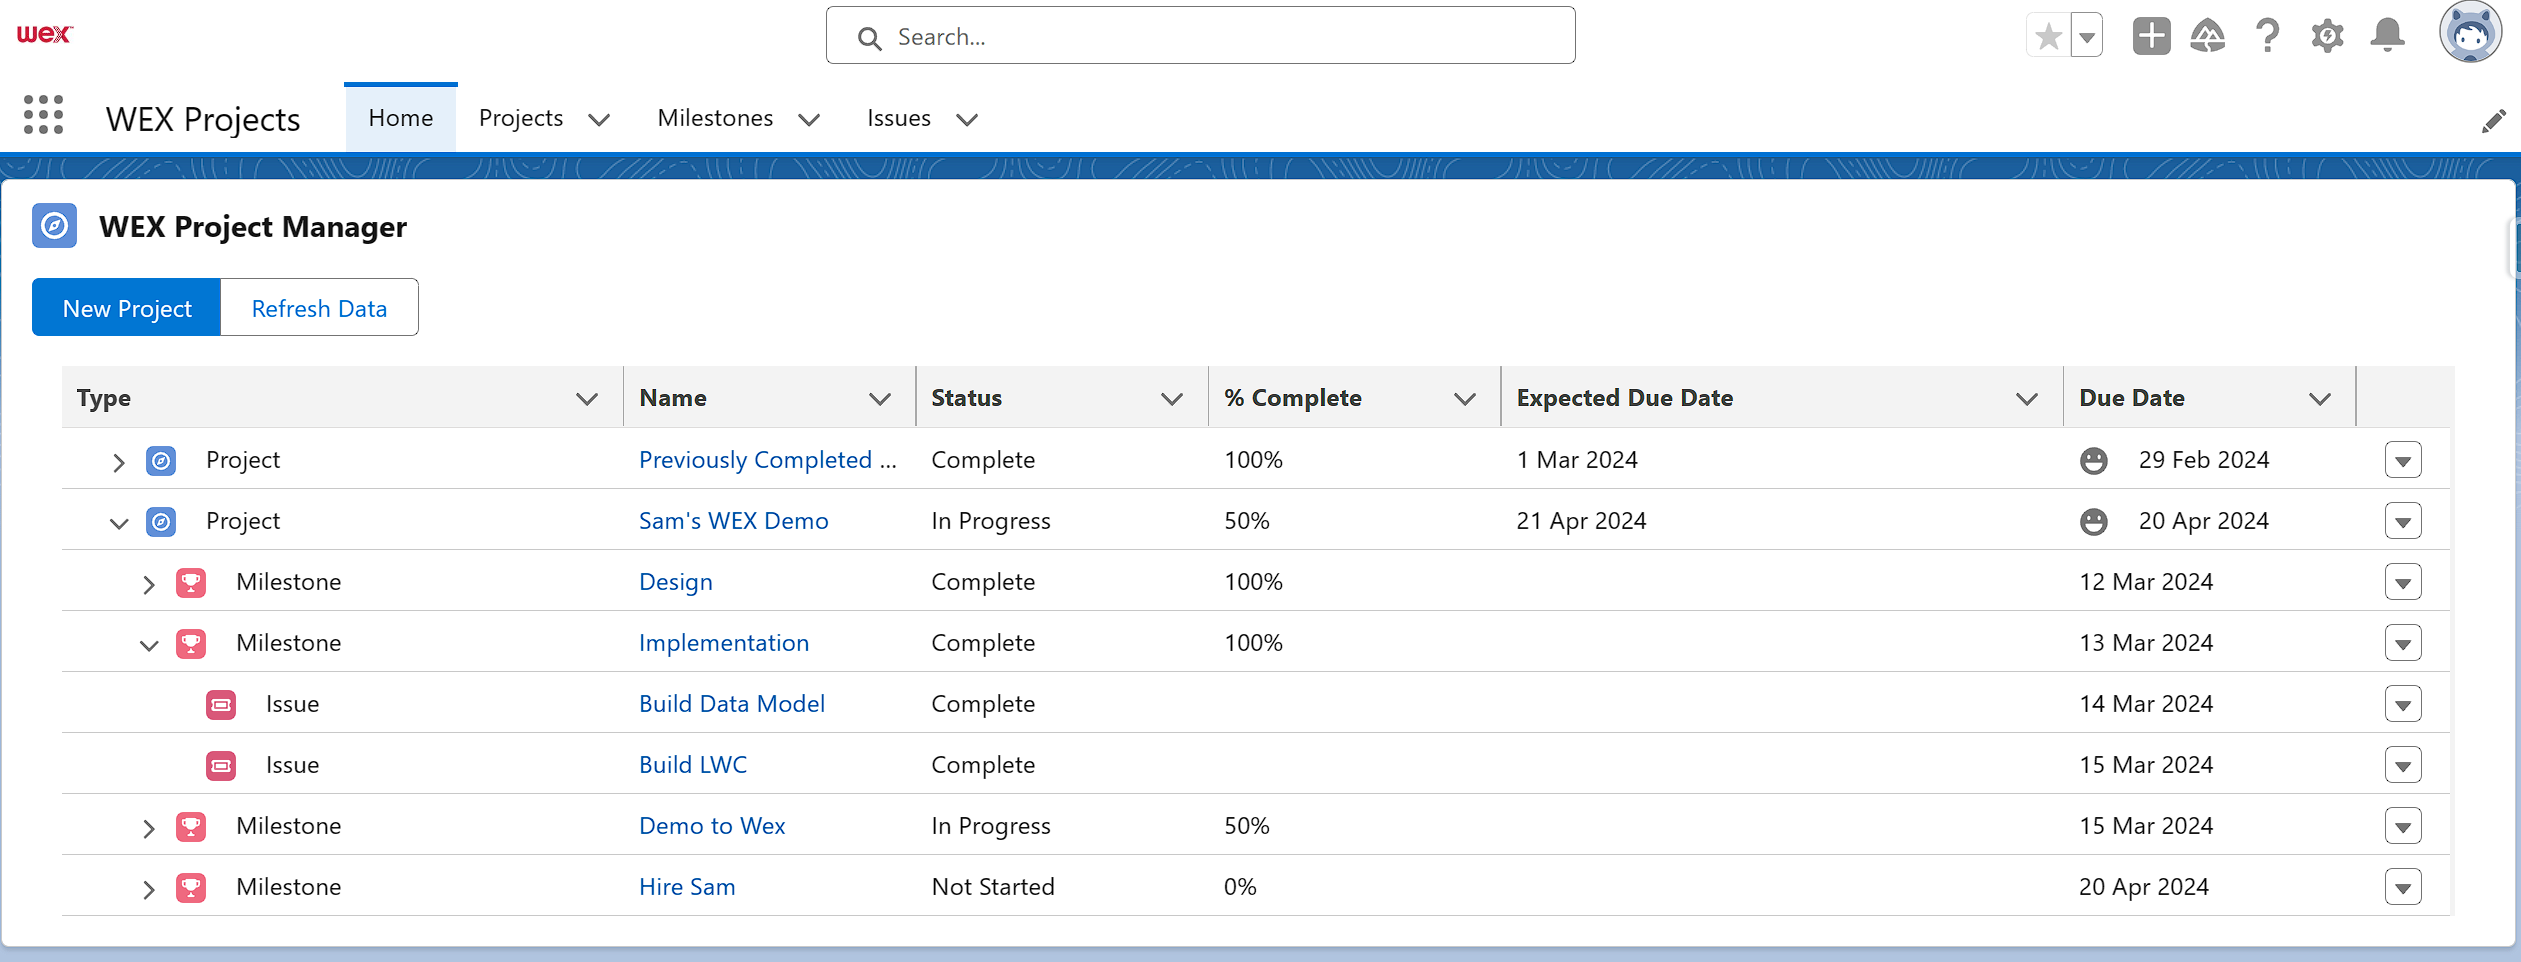 wex
Search...
WEX Projects
Home
Projects
Milestones
Issues
WEX Project Manager
New Project
Refresh Data
Type Name Status % Complete Expected Due Date Due Date
Project Previously Completed ... Complete 100% 1 Mar 2024 29 Feb 2024
Project Sam's WEX Demo In Progress 50% 21 Apr 2024 20 Apr 2024
Milestone Design Complete 100% 12 Mar 2024
Milestone Implementation Complete 100% 13 Mar 2024
Issue Build Data Model Complete 14 Mar 2024
Issue Build LWC Complete 15 Mar 2024
Milestone Demo to Wex In Progress 50% 15 Mar 2024
Milestone Hire Sam Not Started 0% 20 Apr 2024